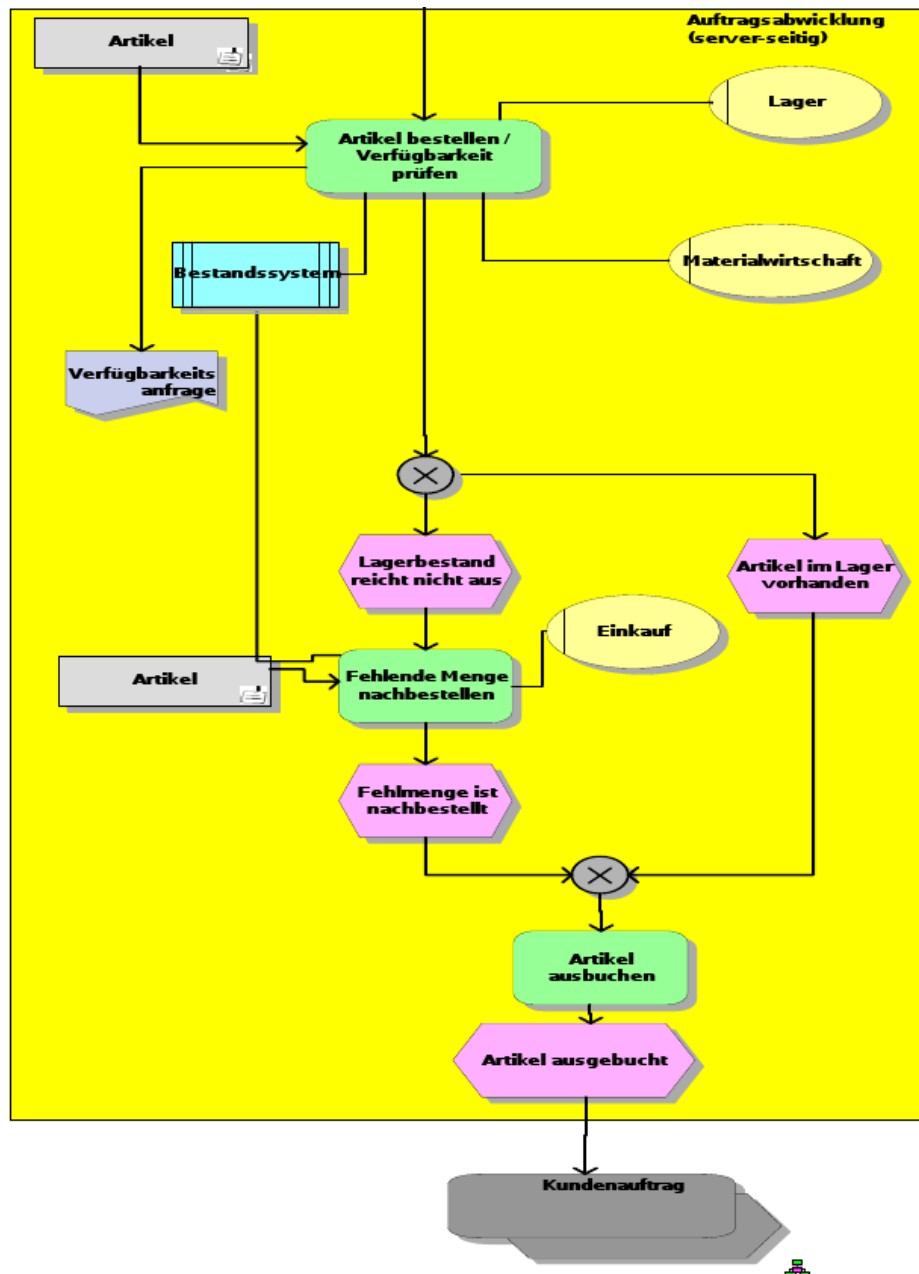 Auftragsabwicklung
(server-seitig)
Artikel
Lager
Artikel bestellen /
Verfügbarkeit
prüfen
Bestandssystem
Materialwirtschaft
Verfügbarkeits
anfrage
Lagerbestand
reicht nicht aus
Artikel im Lager
vorhanden
Einkauf
Artikel
Fehlende Menge
nachbestellen
Fehlmenge ist
nachbestellt
Artikel
ausbuchen
Artikel ausgebucht
Kundenauftrag